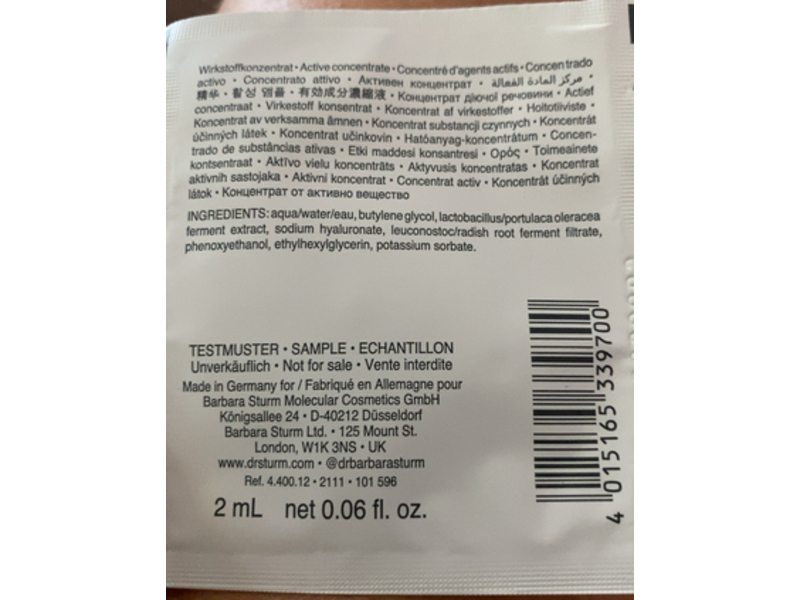 Wirkstoffkonzentrat • Active concentrate • Concentré d'agents actifs • Concentrado
activo • Concentrato attivo • Активен концентрат • مركز المادة الفعالة •
精华 • 활성 앰플 • 有効成分濃縮液 • Концентрат діючої речовини • Actief
concentraat • Virkestoff konsentrat • Koncentrat af virkestoffer • Hoitotiiviste •
Koncentrat av verksamma ämnen • Koncentrat substancji czynnych • Koncentrát
účinných látek • Koncentrat učinkovin • Hatóanyag-koncentrátum • Concen-
trado de substâncias ativas • Etki maddesi konsantresi • Ορός • Toimeainete
kontsentraat • Aktīvo vielu koncentrāts • Aktyvusis koncentratas • Koncentrat
aktivnih sastojaka • Aktivni koncentrat • Concentrat activ • Koncentrát účinných
látok • Концентрат от активно вещество
INGREDIENTS: aqua/water/eau, butylene glycol, lactobacillus/portulaca oleracea
ferment extract, sodium hyaluronate, leuconostoc/radish root ferment filtrate,
phenoxyethanol, ethylhexylglycerin, potassium sorbate.
TESTMUSTER • SAMPLE • ECHANTILLON
Unverkäuflich • Not for sale • Vente interdite
Made in Germany for / Fabriqué en Allemagne pour
Barbara Sturm Molecular Cosmetics GmbH
Königsallee 24 • D-40212 Düsseldorf
Barbara Sturm Ltd. • 125 Mount St.
London, W1K 3NS • UK
www.drsturm.com • @drbarbarasturm
Ref. 4.400.12 • 2111 • 101 596
2 mL net 0.06 fl. oz.
4 015165 339700